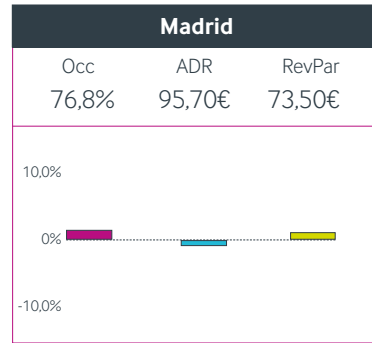 Madrid
Occ ADR RevPar
76,8% 95,70€ 73,50€
10,0%
0%
-10,0%